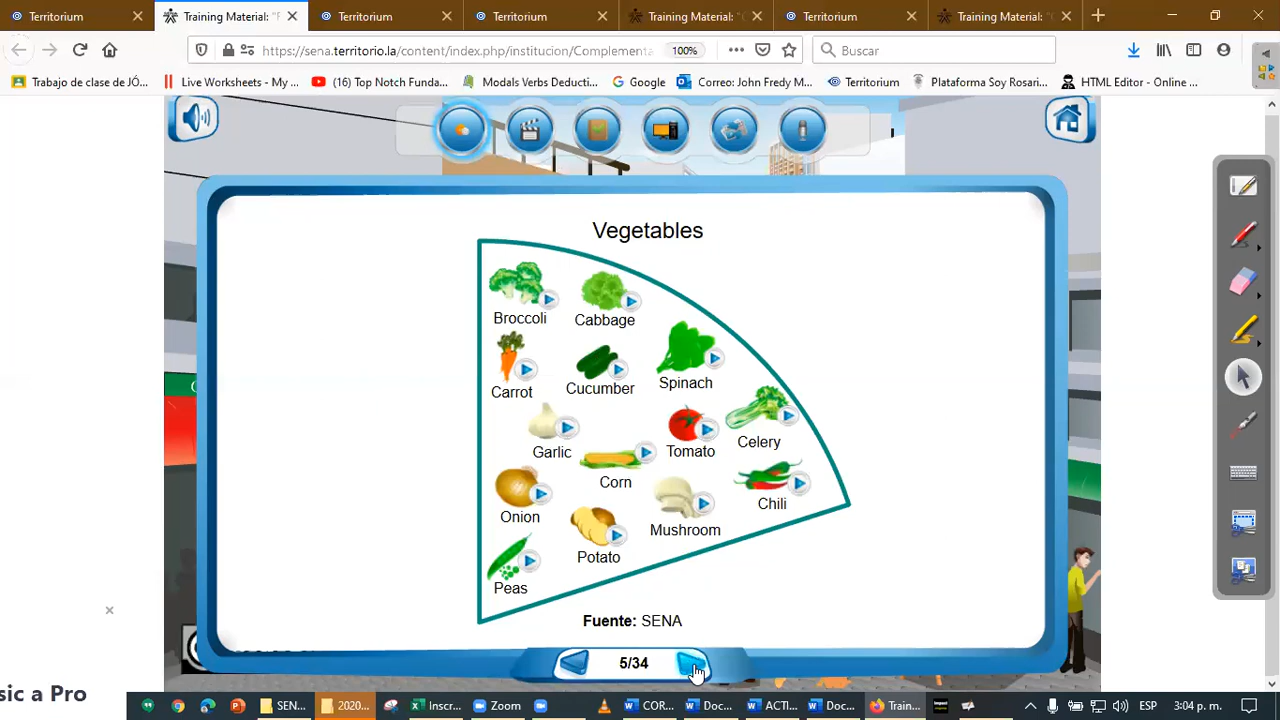 Territorium
Training Material: "F
Territorium
Territorium
Training Material: "
Territorium
Training Material: "
https://sena.territorio.la/content/index.php/institucion/Complementa
100%
Buscar
Trabajo de clase de JÓ...
Live Worksheets - My ...
(16) Top Notch Funda...
Modals Verbs Deducti...
Google
Correo: John Fredy M...
Territorium
Plataforma Soy Rosari...
HTML Editor - Online ...
Vegetables
Broccoli
Cabbage
Spinach
Carrot
Cucumber
Celery
Garlic
Tomato
Corn
Chili
Onion
Mushroom
Potato
Peas
Fuente: SENA
5/34
sic a Pro
SEN...
2020...
Inscr...
Zoom
COR...
Doc...
ACTI...
Doc...
Train...
ESP
3:04 p. m.